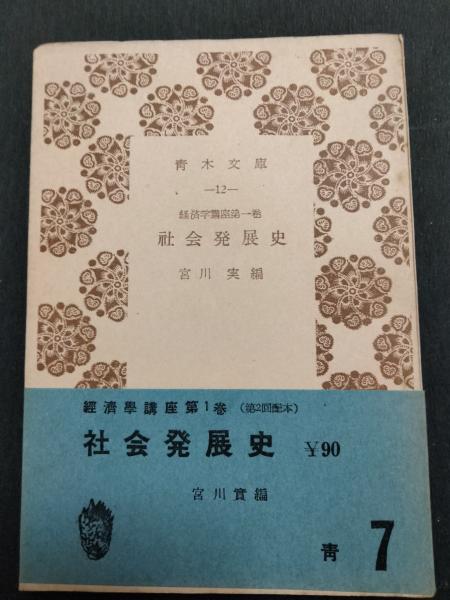 青木文庫
—12—
経済学講座第一巻
社会発展史
宮川実編
經濟學講座第1巻（第2回配本）
社会発展史 ¥90
宮川實編
青 7